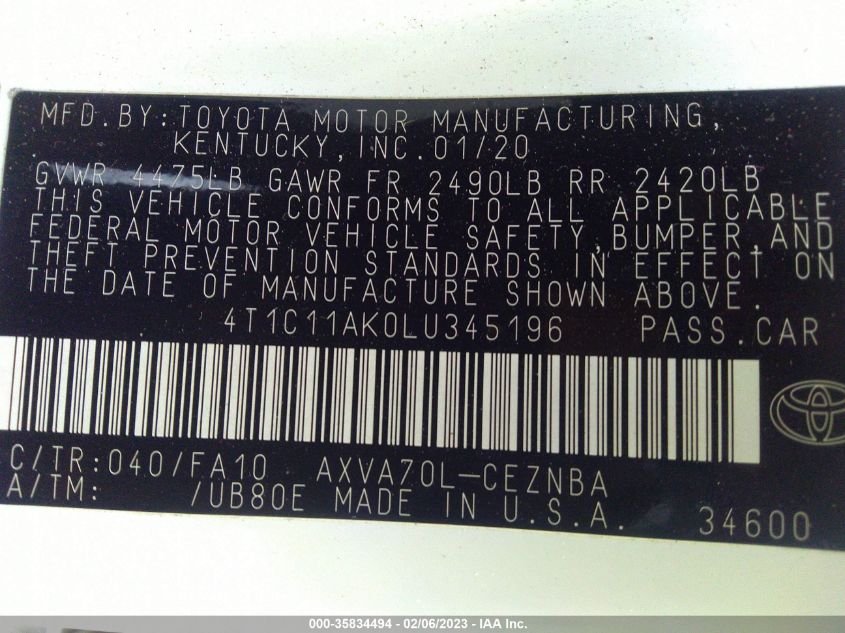 MFD.BY:TOYOTA MOTOR MANUFACTURING,
KENTUCKY,INC.01/20
GVWR 4475LB GAWR FR 2490LB RR 2420LB
THIS VEHICLE CONFORMS TO ALL APPLICABLE
FEDERAL MOTOR VEHICLE SAFETY,BUMPER,AND
THEFT PREVENTION STANDARDS IN EFFECT ON
THE DATE OF MANUFACTURE SHOWN ABOVE.
4T1C11AK0LU345196 PASS.CAR
C/TR:040/FA10 AXVA70L-CEZNBA
A/TM: /UB80E MADE IN U.S.A. 34600
000-35834494 - 02/06/2023 - IAA Inc.